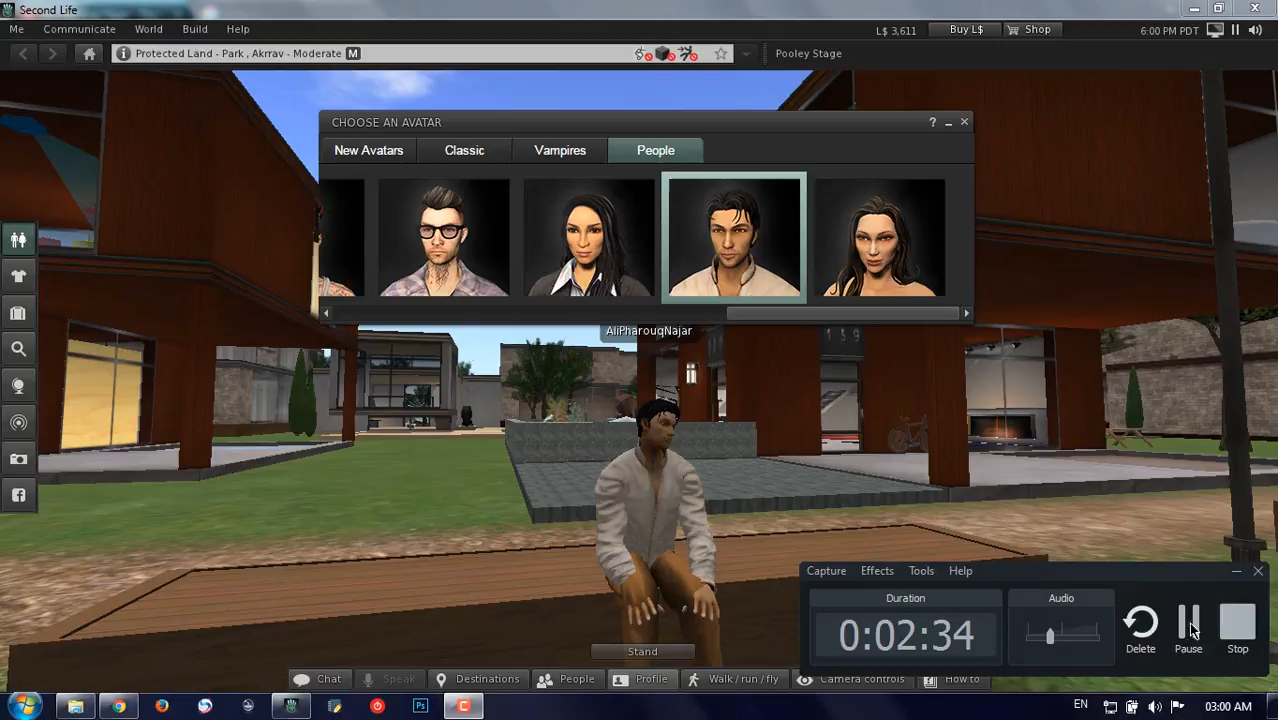 Second Life
Me Communicate World Build Help
L$ 3,611 Buy L$ Shop 6:00 PM PDT
Protected Land - Park , Akrrav - Moderate M
Pooley Stage
CHOOSE AN AVATAR
?
New Avatars Classic Vampires People
AliPharouqNajar
139
Capture Effects Tools Help
Duration
Audio
0:02:34
Delete Pause Stop
Stand
Chat Speak Destinations People Profile Walk / run / fly Camera controls How to
Ps
EN
03:00 AM